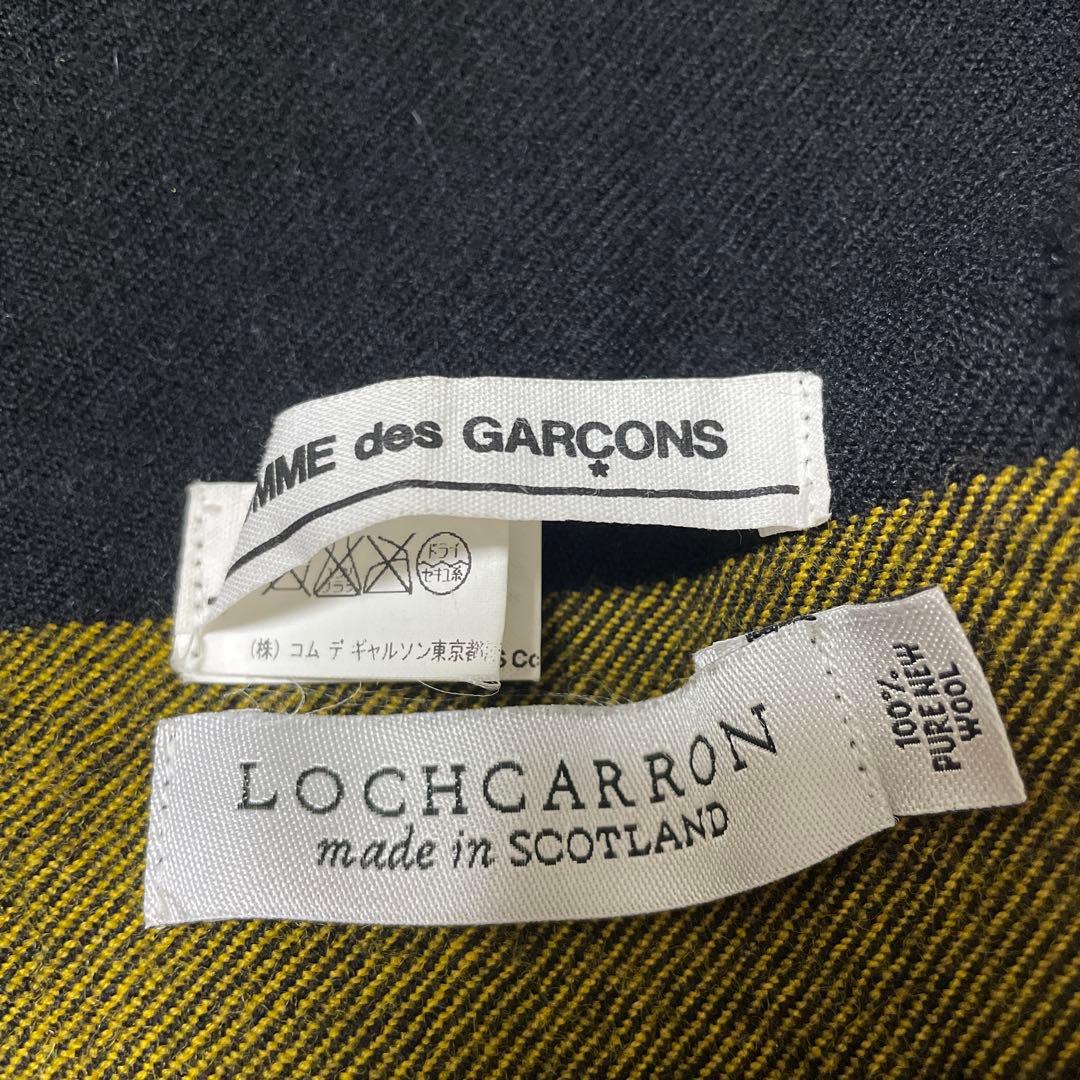 MME des GARÇONS
*
ドライ
セキユ系
(株) コム デ ギャルソン東京都
S Co
LOCHCARRON
made in SCOTLAND
100%
PURE NEW
WOOL